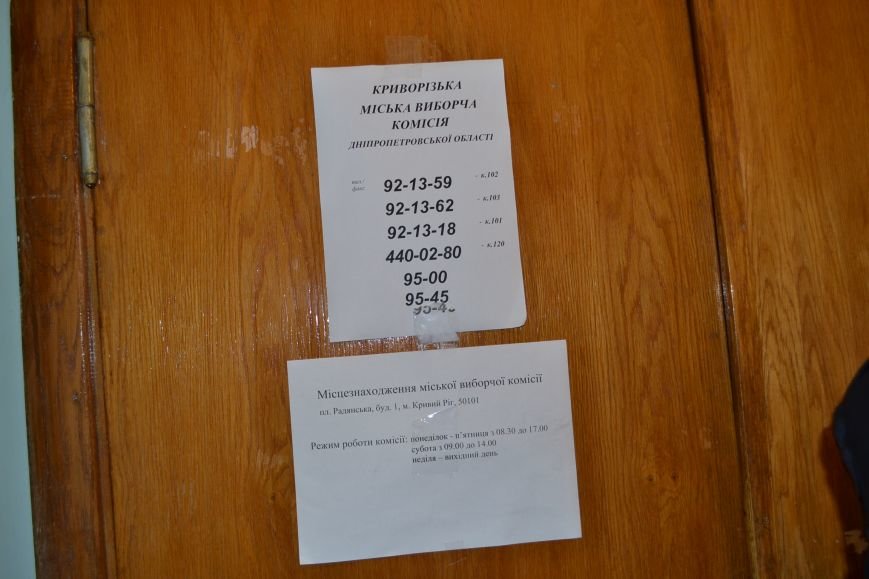 КРИВОРІЗЬКА
МІСЬКА ВИБОРЧА
КОМІСІЯ
ДНІПРОПЕТРОВСЬКОЇ ОБЛАСТІ
тел / факс 92-13-59 - к.102
92-13-62 - к.103
92-13-18 - к.101
440-02-80 - к.120
95-00
95-45
Місцезнаходження міської виборчої комісії
пл. Радянська, буд. 1, м. Кривий Ріг, 50101
Режим роботи комісії: понеділок - п'ятниця з 08.30 до 17.00
субота з 09.00 до 14.00
неділя – вихідний день